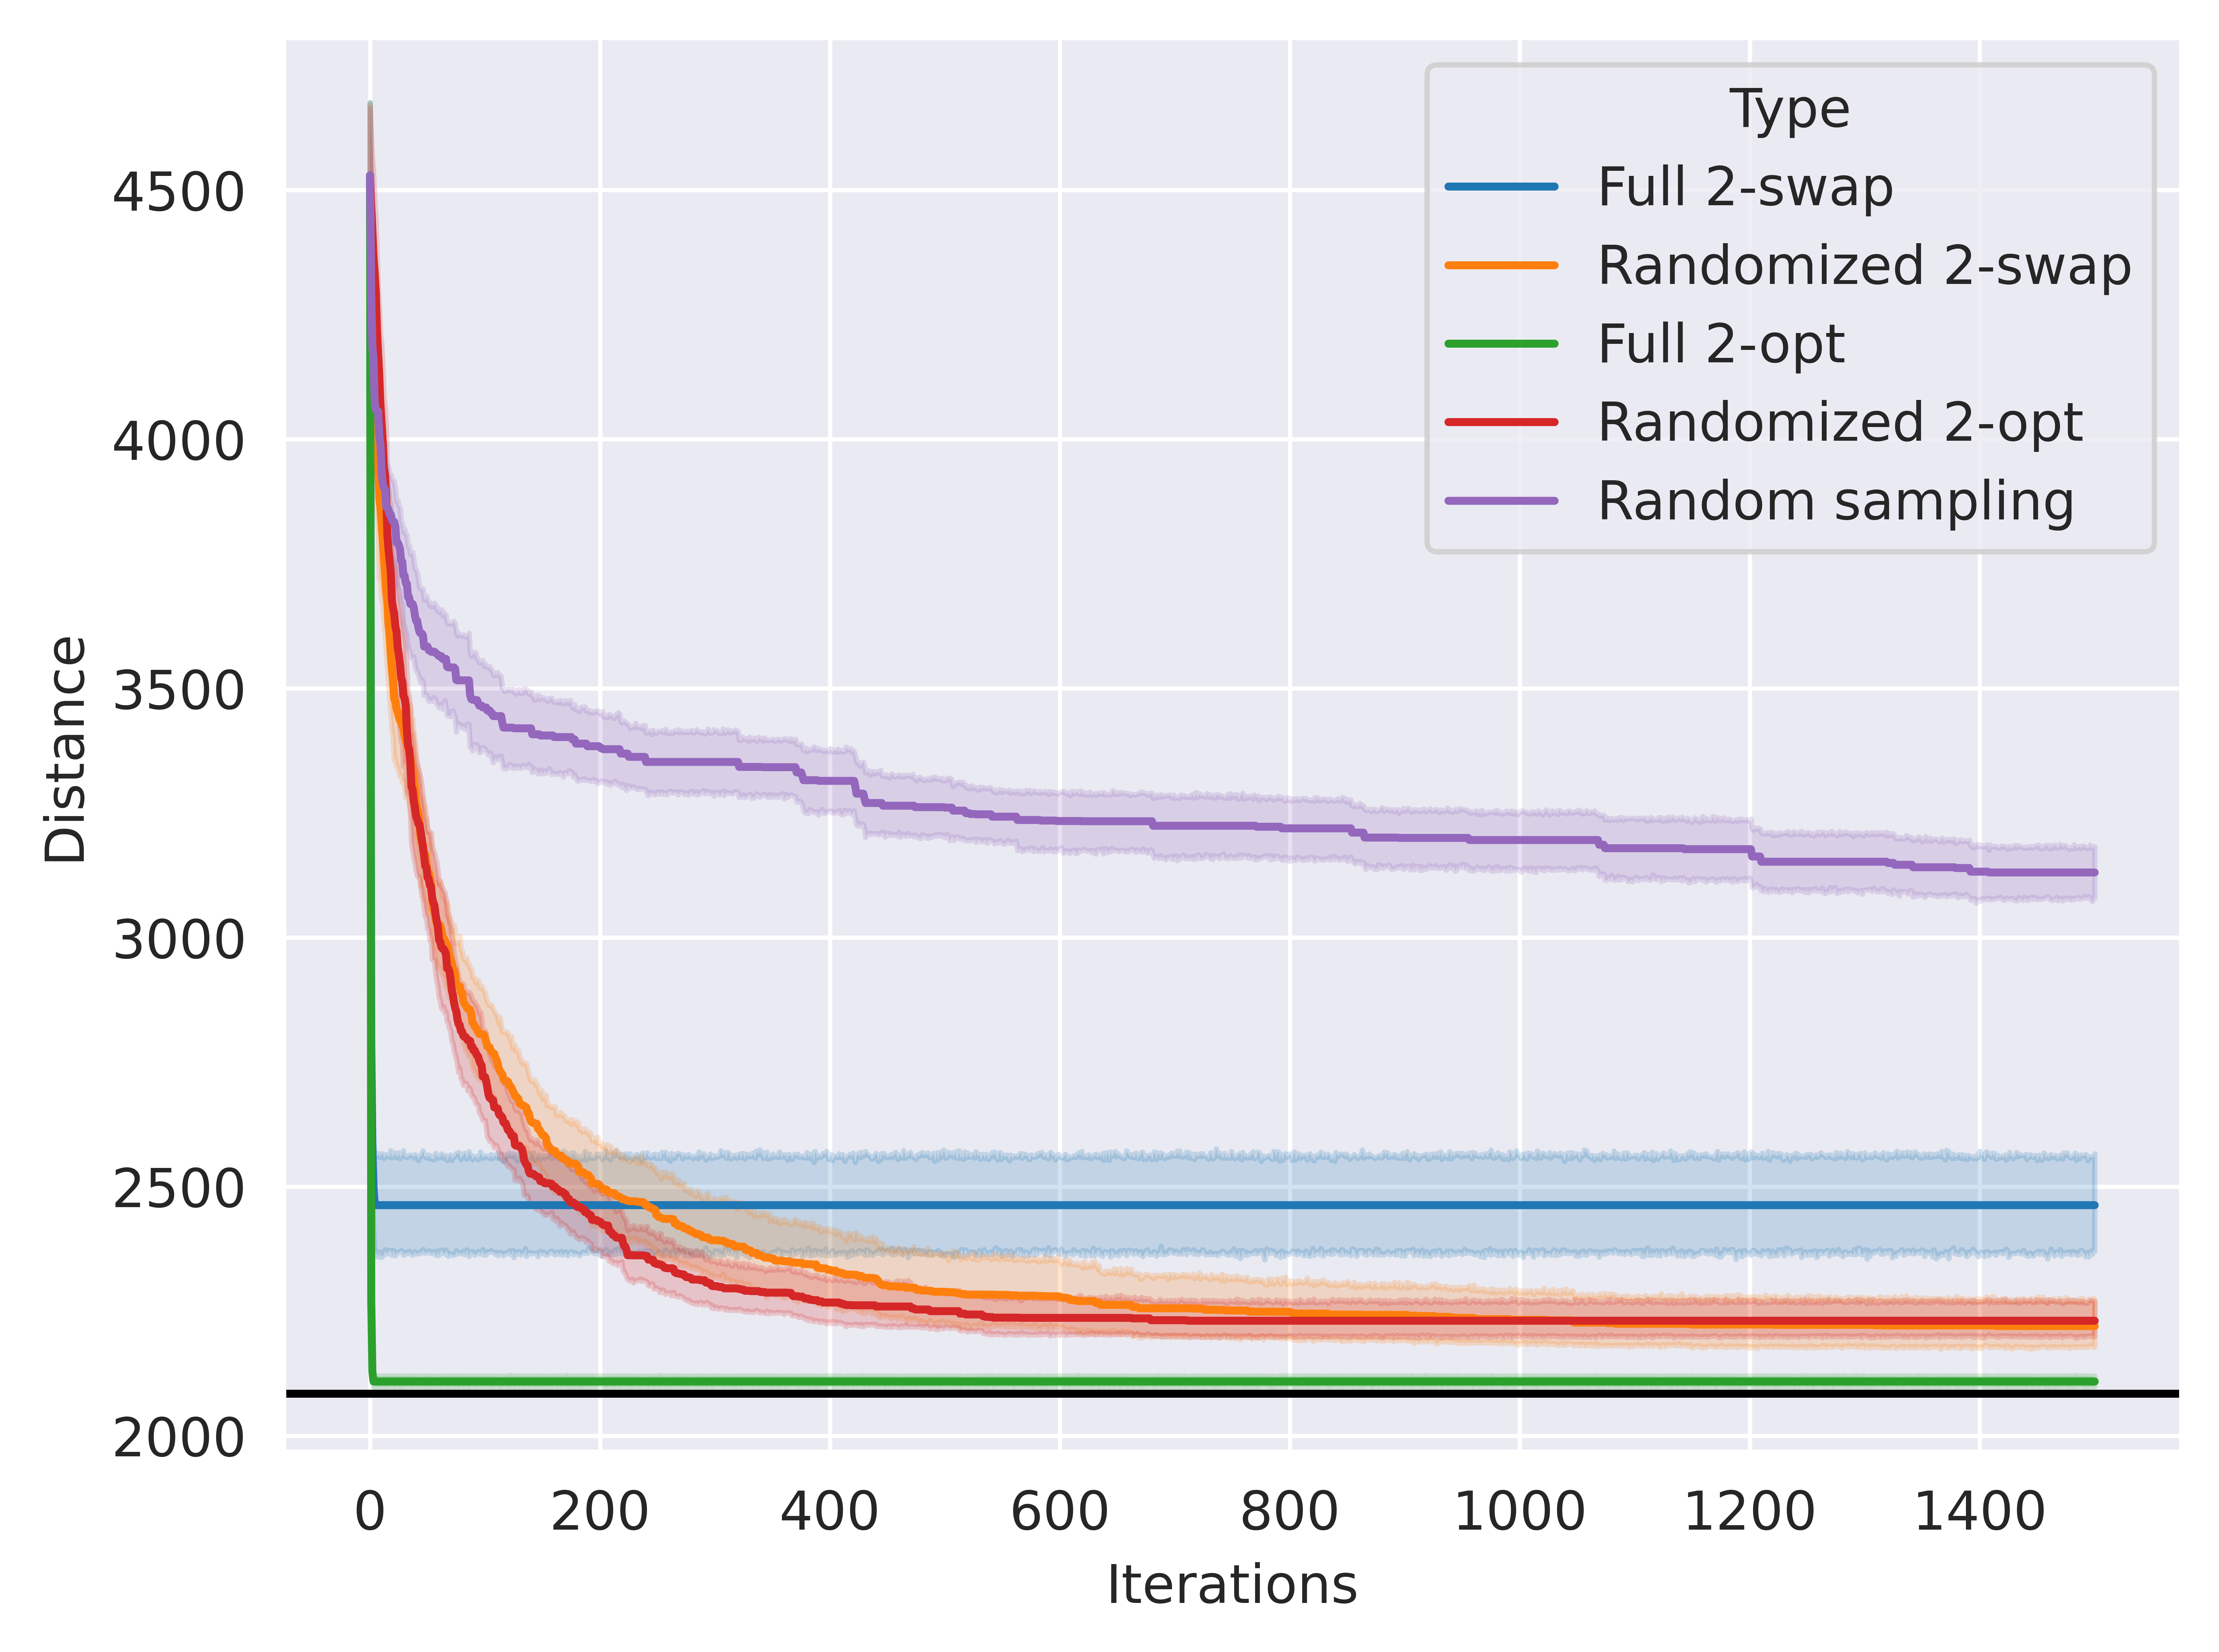 Type
Full 2-swap
Randomized 2-swap
Full 2-opt
Randomized 2-opt
Random sampling
4500
4000
3500
3000
2500
2000
Distance
0 200 400 600 800 1000 1200 1400
Iterations